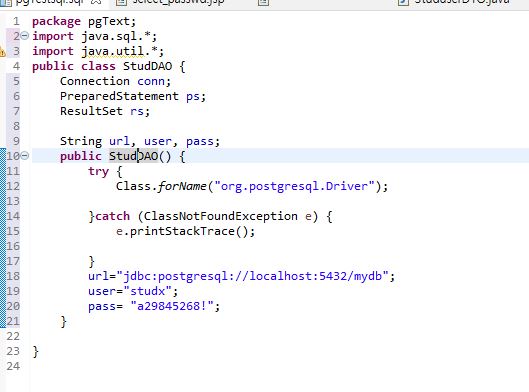 pgTestsql.sql select_passwd.jsp StuduserDTO.java
1 package pgText;
2 import java.sql.*;
3 import java.util.*;
4 public class StudDAO {
5 Connection conn;
6 PreparedStatement ps;
7 ResultSet rs;
8
9 String url, user, pass;
10 public StudDAO() {
11 try {
12 Class.forName("org.postgresql.Driver");
13
14 }catch (ClassNotFoundException e) {
15 e.printStackTrace();
16
17 }
18 url="jdbc:postgresql://localhost:5432/mydb";
19 user="studx";
20 pass= "a29845268!";
21 }
22
23 }
24